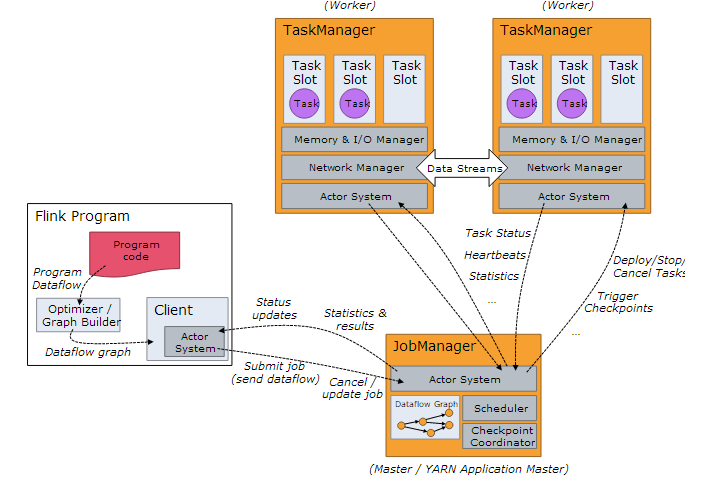 (Worker)
(Worker)
TaskManager
TaskManager
Task
Slot
Task
Slot
Task
Slot
Task
Slot
Task
Slot
Task
Slot
Task
Task
Task
Task
Memory & I/O Manager
Memory & I/O Manager
Network Manager
Data Streams
Network Manager
Actor System
Actor System
Flink Program
Program
code
Program
Dataflow
Optimizer /
Graph Builder
Client
Actor
System
Dataflow graph
Task Status
Heartbeats
Statistics
...
Deploy/Stop/
Cancel Tasks
Trigger
Checkpoints
...
Status
updates
Statistics &
results
Submit job
(send dataflow)
Cancel /
update job
JobManager
Actor System
Dataflow Graph
Scheduler
Checkpoint
Coordinator
(Master / YARN Application Master)